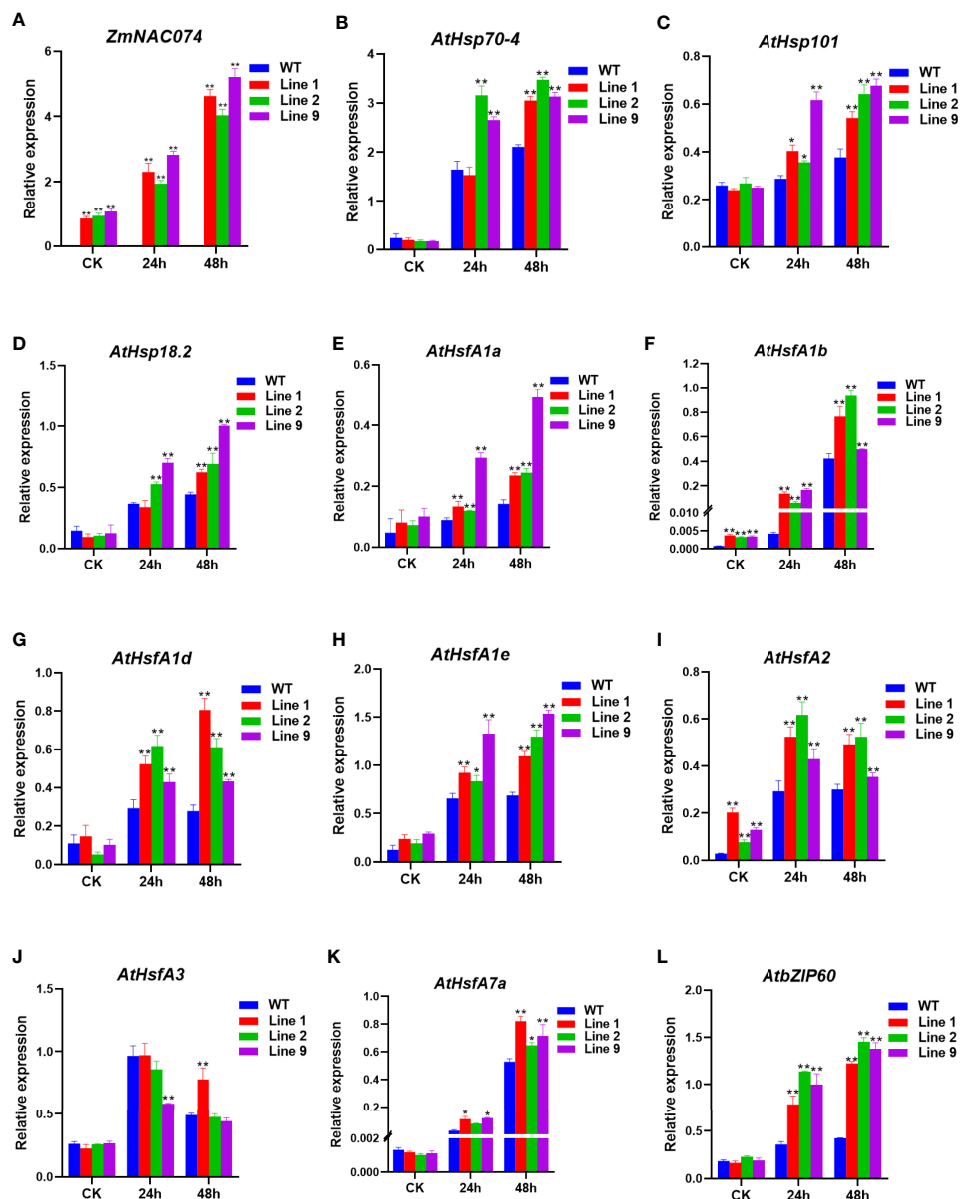 A
ZmNAC074
Relative expression
6
4
2
0
CK 24h 48h
** ** **
** ** **
** ** **
WT
Line 1
Line 2
Line 9
B
AtHsp70-4
Relative expression
4
3
2
1
0
CK 24h 48h
** **
** ** **
WT
Line 1
Line 2
Line 9
C
AtHsp101
Relative expression
0.8
0.6
0.4
0.2
0.0
CK 24h 48h
* * **
** ** **
WT
Line 1
Line 2
Line 9
D
AtHsp18.2
Relative expression
1.5
1.0
0.5
0.0
CK 24h 48h
** **
** ** **
WT
Line 1
Line 2
Line 9
E
AtHsfA1a
Relative expression
0.6
0.4
0.2
0.0
CK 24h 48h
** ** **
** ** **
WT
Line 1
Line 2
Line 9
F
AtHsfA1b
Relative expression
1.2
1.0
0.8
0.6
0.4
0.2
0.010
0.005
0.000
CK 24h 48h
** ** **
** ** **
** ** **
WT
Line 1
Line 2
Line 9
G
AtHsfA1d
Relative expression
1.0
0.8
0.6
0.4
0.2
0.0
CK 24h 48h
** ** **
** ** **
WT
Line 1
Line 2
Line 9
H
AtHsfA1e
Relative expression
2.0
1.5
1.0
0.5
0.0
CK 24h 48h
** * **
** ** **
WT
Line 1
Line 2
Line 9
I
AtHsfA2
Relative expression
0.8
0.6
0.4
0.2
0.0
CK 24h 48h
** ** **
** ** **
** ** **
WT
Line 1
Line 2
Line 9
J
AtHsfA3
Relative expression
1.5
1.0
0.5
0.0
CK 24h 48h
**
**
WT
Line 1
Line 2
Line 9
K
AtHsfA7a
Relative expression
1.0
0.8
0.6
0.4
0.2
0.002
0.000
CK 24h 48h
* *
** * **
WT
Line 1
Line 2
Line 9
L
AtbZIP60
Relative expression
2.0
1.5
1.0
0.5
0.0
CK 24h 48h
** ** **
** ** **
WT
Line 1
Line 2
Line 9